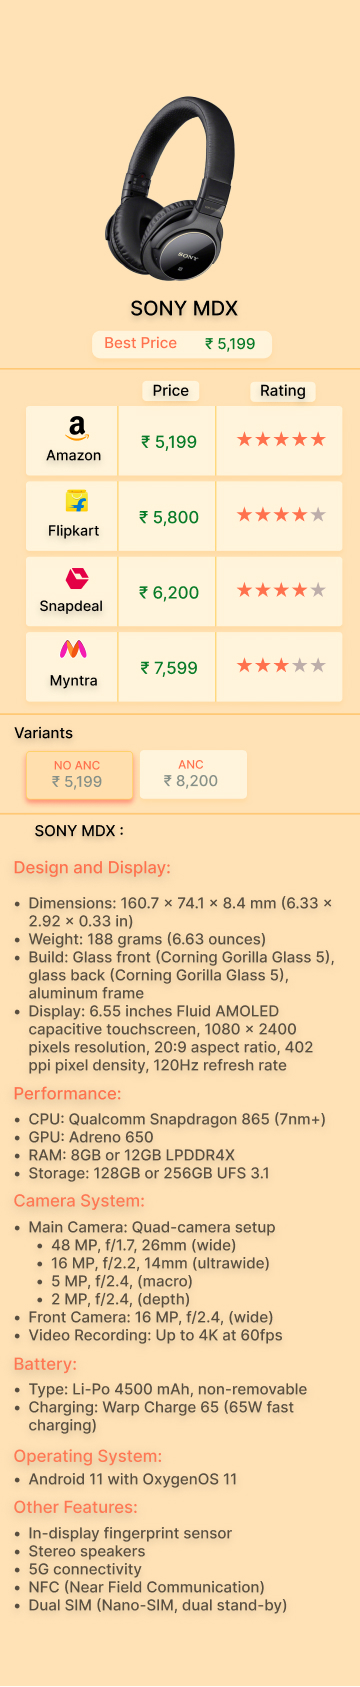 SONY
SONY MDX
Best Price ₹ 5,199
Price Rating
Amazon ₹ 5,199
Flipkart ₹ 5,800
Snapdeal ₹ 6,200
Myntra ₹ 7,599
Variants
NO ANC ANC
₹ 5,199 ₹ 8,200
SONY MDX :
Design and Display:
• Dimensions: 160.7 × 74.1 × 8.4 mm (6.33 ×
2.92 × 0.33 in)
• Weight: 188 grams (6.63 ounces)
• Build: Glass front (Corning Gorilla Glass 5),
glass back (Corning Gorilla Glass 5),
aluminum frame
• Display: 6.55 inches Fluid AMOLED
capacitive touchscreen, 1080 × 2400
pixels resolution, 20:9 aspect ratio, 402
ppi pixel density, 120Hz refresh rate
Performance:
• CPU: Qualcomm Snapdragon 865 (7nm+)
• GPU: Adreno 650
• RAM: 8GB or 12GB LPDDR4X
• Storage: 128GB or 256GB UFS 3.1
Camera System:
• Main Camera: Quad-camera setup
• 48 MP, f/1.7, 26mm (wide)
• 16 MP, f/2.2, 14mm (ultrawide)
• 5 MP, f/2.4, (macro)
• 2 MP, f/2.4, (depth)
• Front Camera: 16 MP, f/2.4, (wide)
• Video Recording: Up to 4K at 60fps
Battery:
• Type: Li-Po 4500 mAh, non-removable
• Charging: Warp Charge 65 (65W fast
charging)
Operating System:
• Android 11 with OxygenOS 11
Other Features:
• In-display fingerprint sensor
• Stereo speakers
• 5G connectivity
• NFC (Near Field Communication)
• Dual SIM (Nano-SIM, dual stand-by)